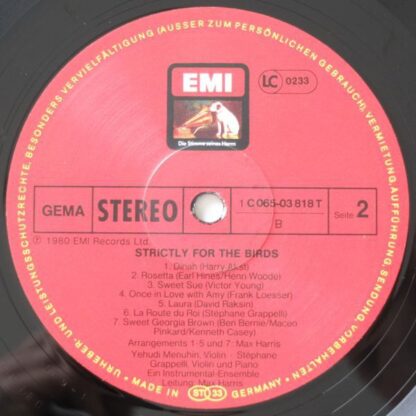 URHEBER- UND LEISTUNGSSCHUTZRECHTE, BESONDERS VERVIELFÄLTIGUNG (AUSSER ZUM PERSÖNLICHEN GEBRAUCH), VERMIETUNG, AUFFÜHRUNG, SENDUNG VORBEHALTEN
EMI
LC 0233
Die Stimme seines Herrn
GEMA STEREO
1 C 065-03 818 T
B
Seite 2
Ⓟ 1980 EMI Records Ltd.
STRICTLY FOR THE BIRDS
1. Dinah (Harry Akst)
2. Rosetta (Earl Hines/Henri Woode)
3. Sweet Sue (Victor Young)
4. Once in Love with Amy (Frank Loesser)
5. Laura (David Raksin)
6. La Route du Roi (Stéphane Grappelli)
7. Sweet Georgia Brown (Ben Bernie/Maceo
Pinkard/Kenneth Casey)
Arrangements 1-5 und 7: Max Harris
Yehudi Menuhin, Violin · Stéphane
Grappelli, Violin und Piano
Ein Instrumental-Ensemble
Leitung: Max Harris
MADE IN GERMANY
STO 33